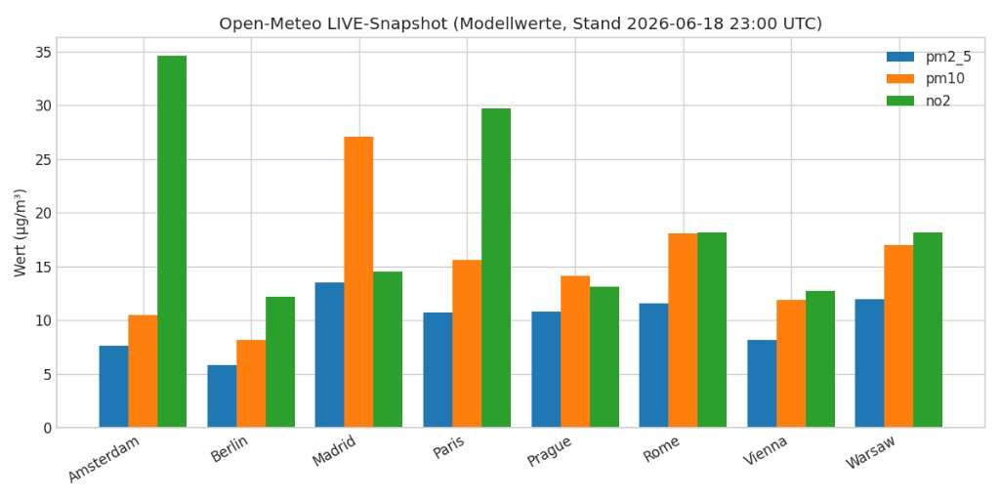 Open-Meteo LIVE-Snapshot (Modellwerte, Stand 2026-06-18 23:00 UTC)
pm2_5
pm10
no2
Wert (µg/m³)
35
30
25
20
15
10
5
0
Amsterdam
Berlin
Madrid
Paris
Prague
Rome
Vienna
Warsaw